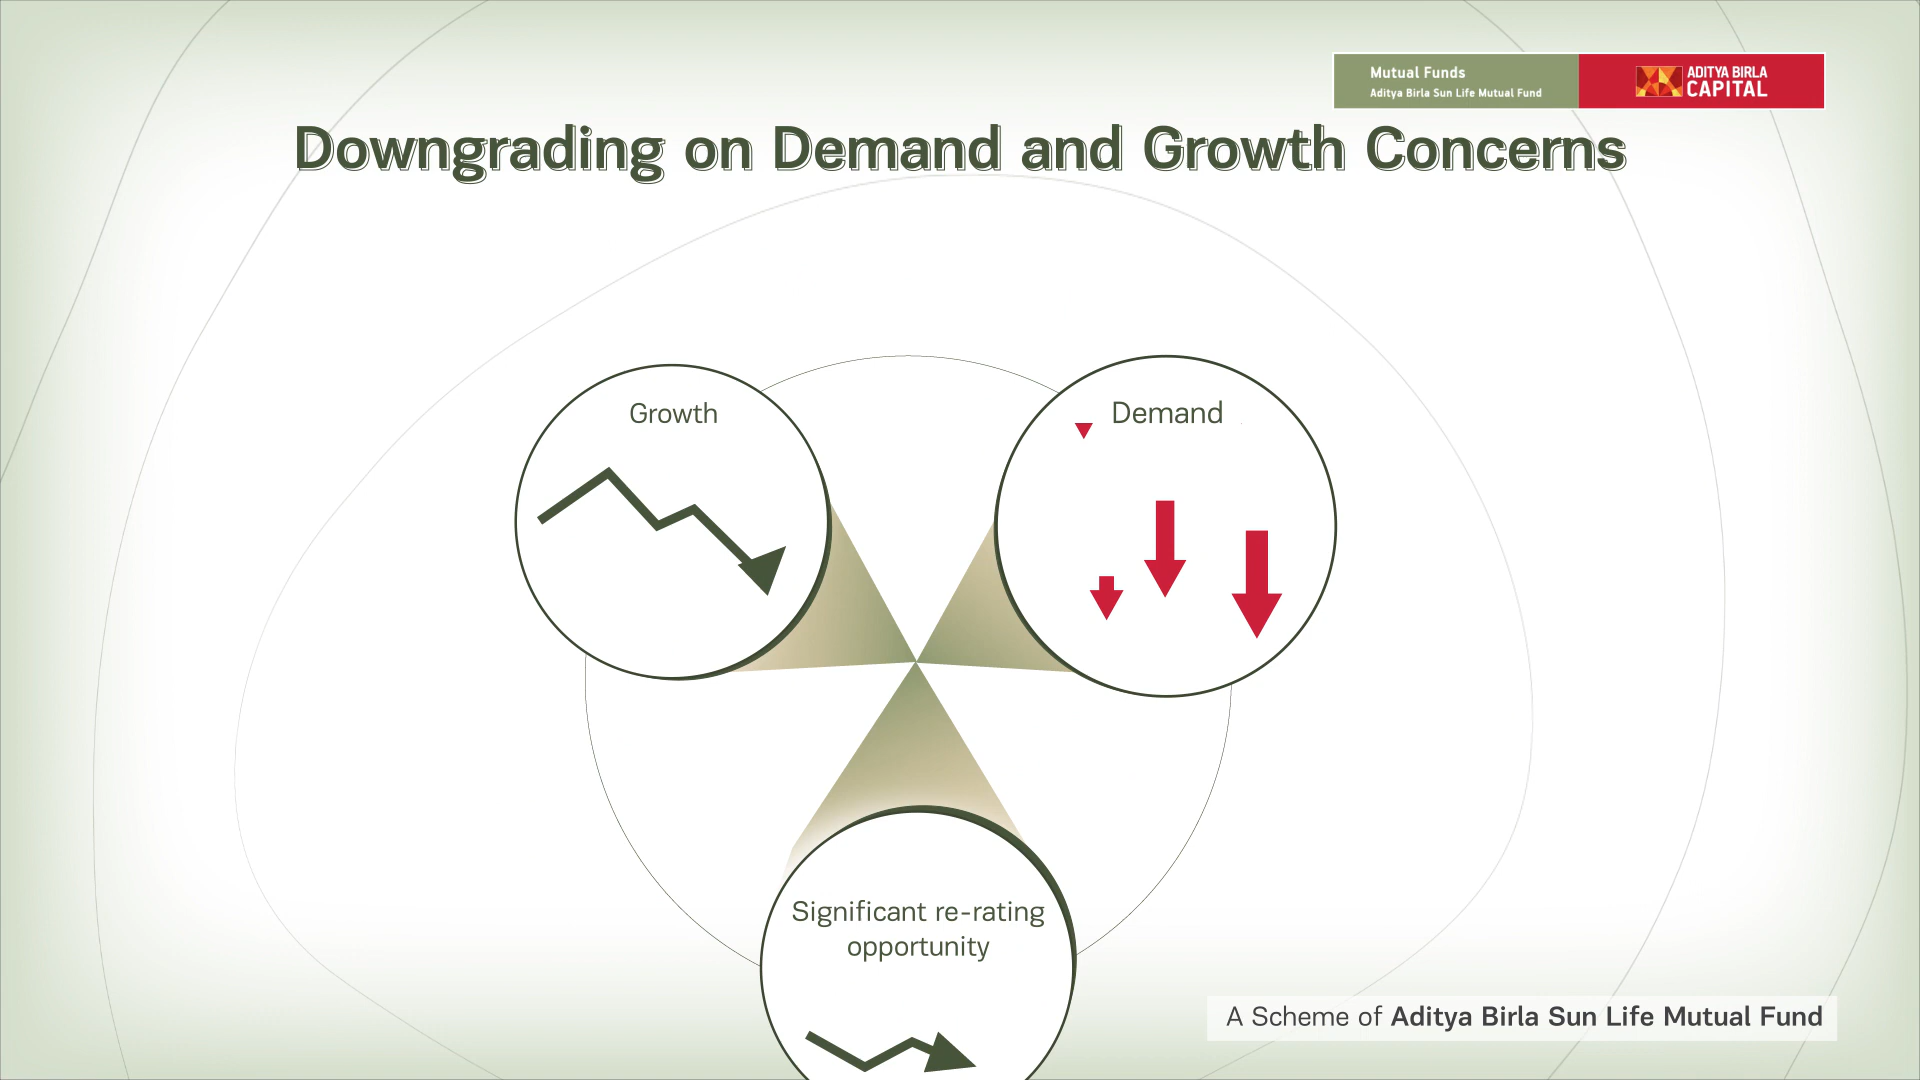 Mutual Funds
Aditya Birla Sun Life Mutual Fund
ADITYA BIRLA
CAPITAL
Downgrading on Demand and Growth Concerns
Growth
Demand
Significant re-rating
opportunity
A Scheme of Aditya Birla Sun Life Mutual Fund